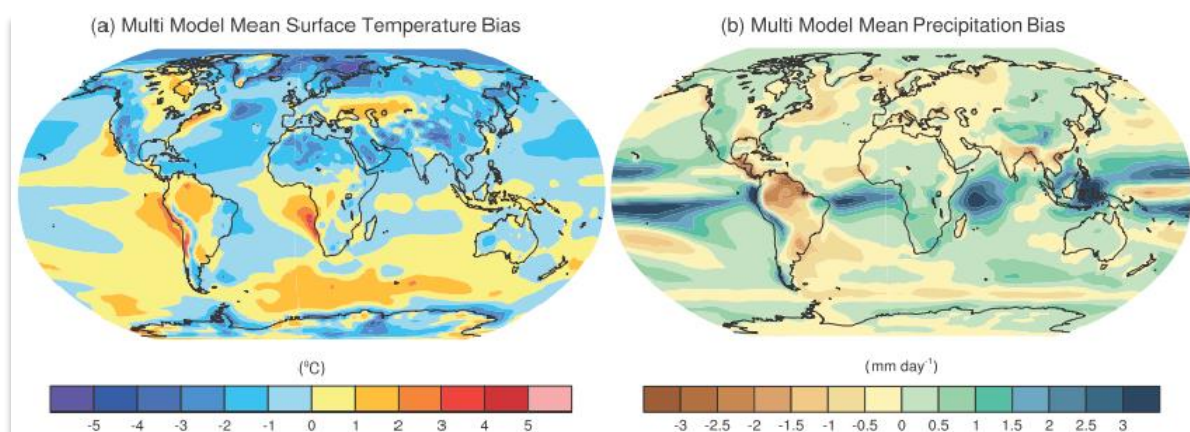 (a) Multi Model Mean Surface Temperature Bias
(b) Multi Model Mean Precipitation Bias
(°C)
-5 -4 -3 -2 -1 0 1 2 3 4 5
(mm day-1)
-3 -2.5 -2 -1.5 -1 -0.5 0 0.5 1 1.5 2 2.5 3